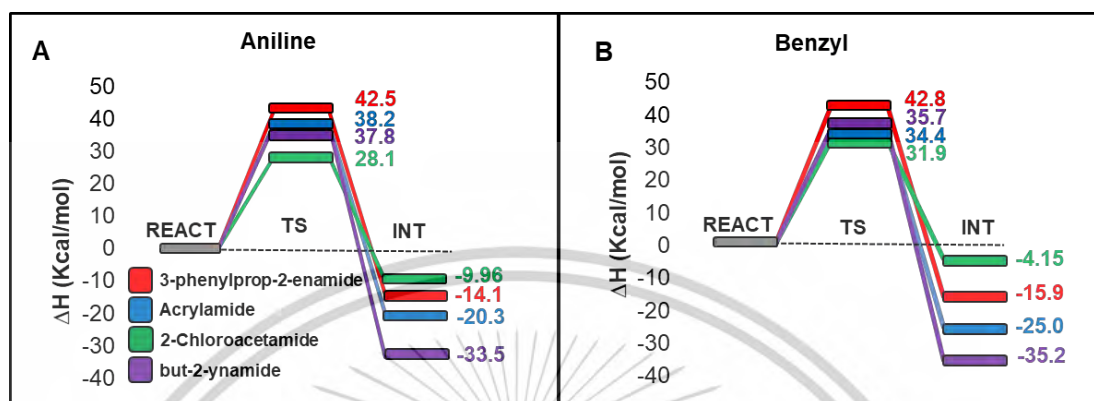 A
Aniline
ΔH (Kcal/mol)
50
40
30
20
10
0
-10
-20
-30
-40
REACT
TS
INT
42.5
38.2
37.8
28.1
-9.96
-14.1
-20.3
-33.5
3-phenylprop-2-enamide
Acrylamide
2-Chloroacetamide
but-2-ynamide
B
Benzyl
ΔH (Kcal/mol)
50
40
30
20
10
0
-10
-20
-30
-40
REACT
TS
INT
42.8
35.7
34.4
31.9
-4.15
-15.9
-25.0
-35.2